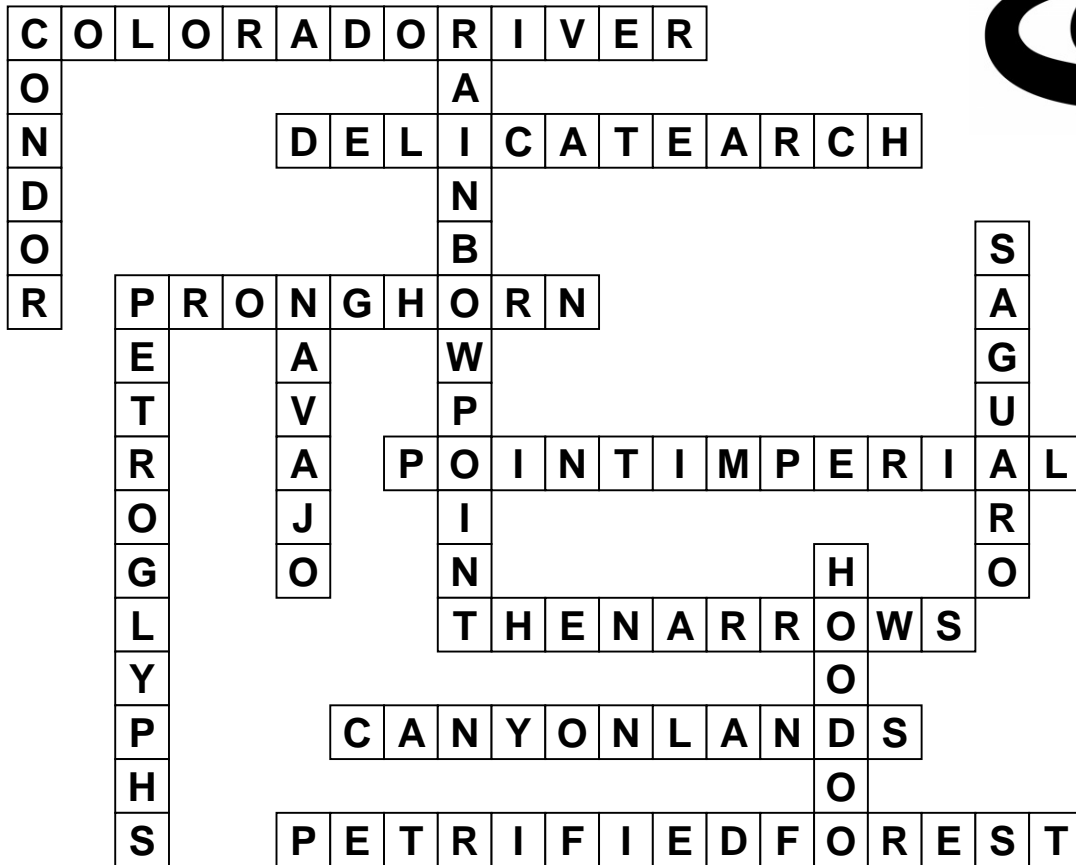 COLORADORIVER
CONDOR
RAINBOWPOINT
DELICATEARCH
SAGUARO
PRONGHORN
PETROGLYPHS
NAVAJO
POINTIMPERIAL
HOODOO
THENARROWS
CANYONLANDS
PETRIFIEDFOREST